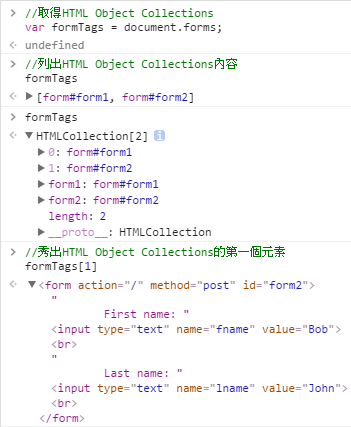 > //取得HTML Object Collections
var formTags = document.forms;
undefined
> //列出HTML Object Collections內容
formTags
[form#form1, form#form2]
> formTags
HTMLCollection[2] i
0: form#form1
1: form#form2
form1: form#form1
form2: form#form2
length: 2
__proto__: HTMLCollection
> //秀出HTML Object Collections的第一個元素
formTags[1]
<form action="/" method="post" id="form2">
"
First name: "
<input type="text" name="fname" value="Bob">
<br>
"
Last name: "
<input type="text" name="lname" value="John">
<br>
</form>